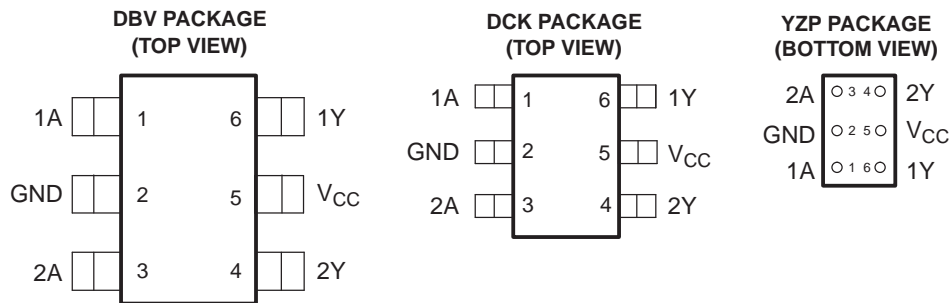 DBV PACKAGE
(TOP VIEW)
1A 1 6 1Y
GND 2 5 VCC
2A 3 4 2Y
DCK PACKAGE
(TOP VIEW)
1A 1 6 1Y
GND 2 5 VCC
2A 3 4 2Y
YZP PACKAGE
(BOTTOM VIEW)
2A 3 4 2Y
GND 2 5 VCC
1A 1 6 1Y